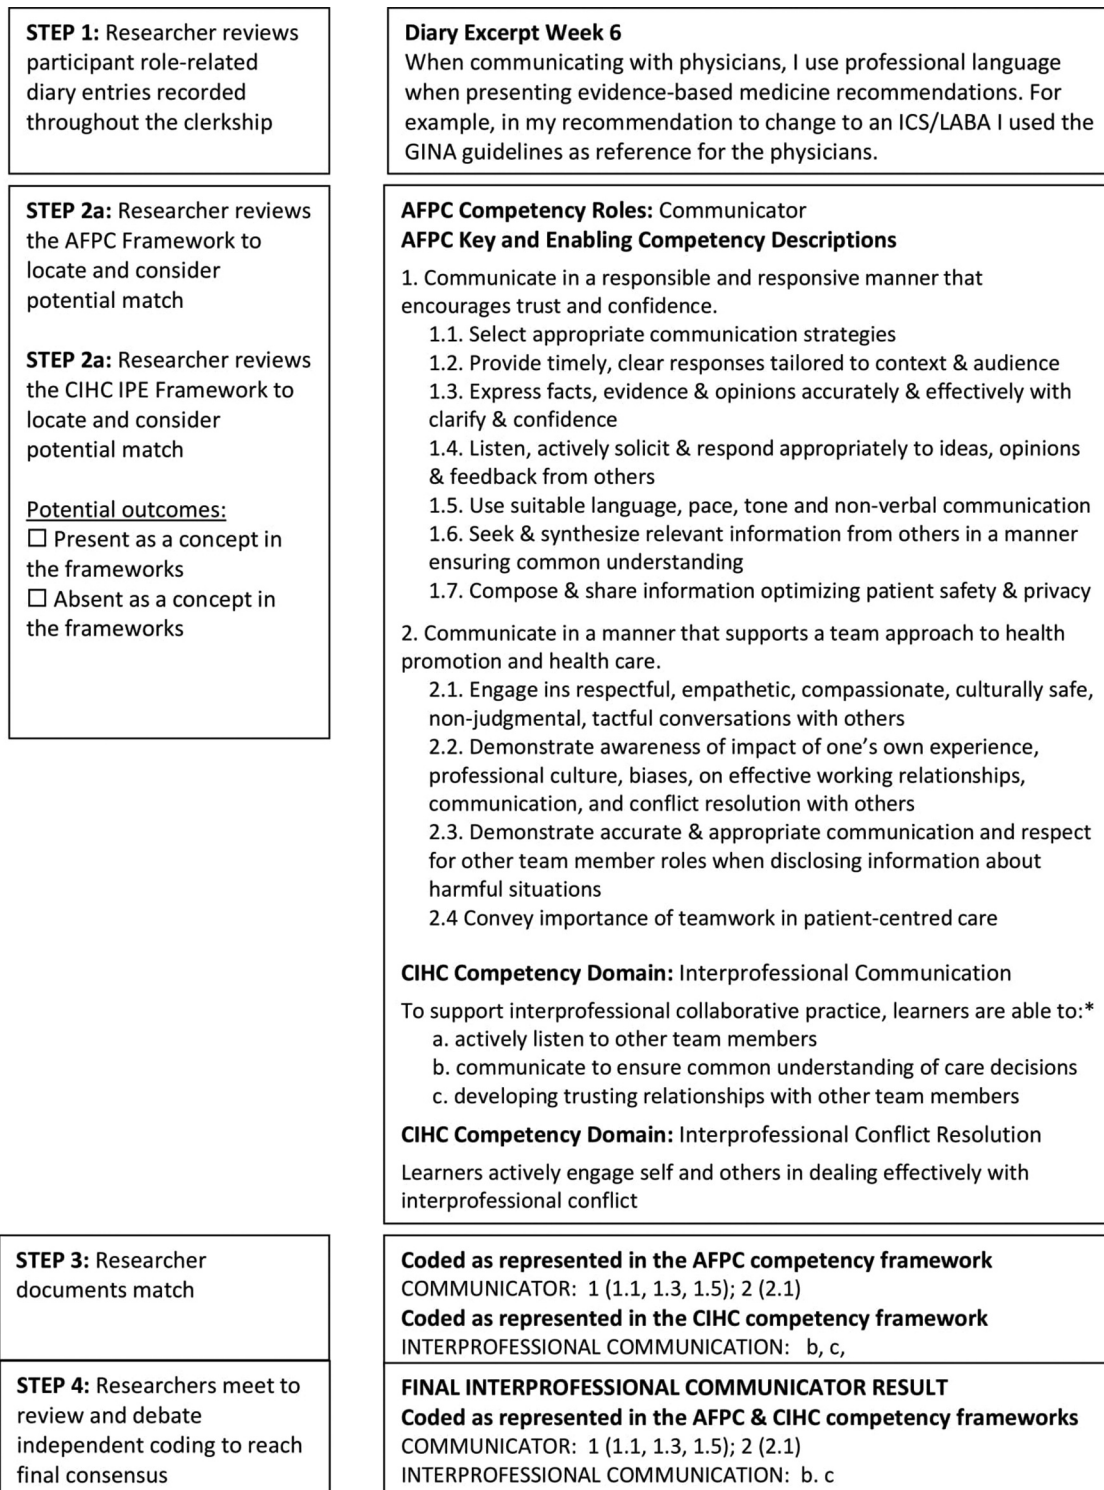 STEP 1: Researcher reviews
participant role-related
diary entries recorded
throughout the clerkship
Diary Excerpt Week 6
When communicating with physicians, I use professional language
when presenting evidence-based medicine recommendations. For
example, in my recommendation to change to an ICS/LABA I used the
GINA guidelines as reference for the physicians.
STEP 2a: Researcher reviews
the AFPC Framework to
locate and consider
potential match
STEP 2a: Researcher reviews
the CIHC IPE Framework to
locate and consider
potential match
Potential outcomes:
☐ Present as a concept in
the frameworks
☐ Absent as a concept in
the frameworks
AFPC Competency Roles: Communicator
AFPC Key and Enabling Competency Descriptions
1. Communicate in a responsible and responsive manner that
encourages trust and confidence.
1.1. Select appropriate communication strategies
1.2. Provide timely, clear responses tailored to context & audience
1.3. Express facts, evidence & opinions accurately & effectively with
clarify & confidence
1.4. Listen, actively solicit & respond appropriately to ideas, opinions
& feedback from others
1.5. Use suitable language, pace, tone and non-verbal communication
1.6. Seek & synthesize relevant information from others in a manner
ensuring common understanding
1.7. Compose & share information optimizing patient safety & privacy
2. Communicate in a manner that supports a team approach to health
promotion and health care.
2.1. Engage ins respectful, empathetic, compassionate, culturally safe,
non-judgmental, tactful conversations with others
2.2. Demonstrate awareness of impact of one's own experience,
professional culture, biases, on effective working relationships,
communication, and conflict resolution with others
2.3. Demonstrate accurate & appropriate communication and respect
for other team member roles when disclosing information about
harmful situations
2.4 Convey importance of teamwork in patient-centred care
CIHC Competency Domain: Interprofessional Communication
To support interprofessional collaborative practice, learners are able to:*
a. actively listen to other team members
b. communicate to ensure common understanding of care decisions
c. developing trusting relationships with other team members
CIHC Competency Domain: Interprofessional Conflict Resolution
Learners actively engage self and others in dealing effectively with
interprofessional conflict
STEP 3: Researcher
documents match
Coded as represented in the AFPC competency framework
COMMUNICATOR: 1 (1.1, 1.3, 1.5); 2 (2.1)
Coded as represented in the CIHC competency framework
INTERPROFESSIONAL COMMUNICATION: b, c,
STEP 4: Researchers meet to
review and debate
independent coding to reach
final consensus
FINAL INTERPROFESSIONAL COMMUNICATOR RESULT
Coded as represented in the AFPC & CIHC competency frameworks
COMMUNICATOR: 1 (1.1, 1.3, 1.5); 2 (2.1)
INTERPROFESSIONAL COMMUNICATION: b. c